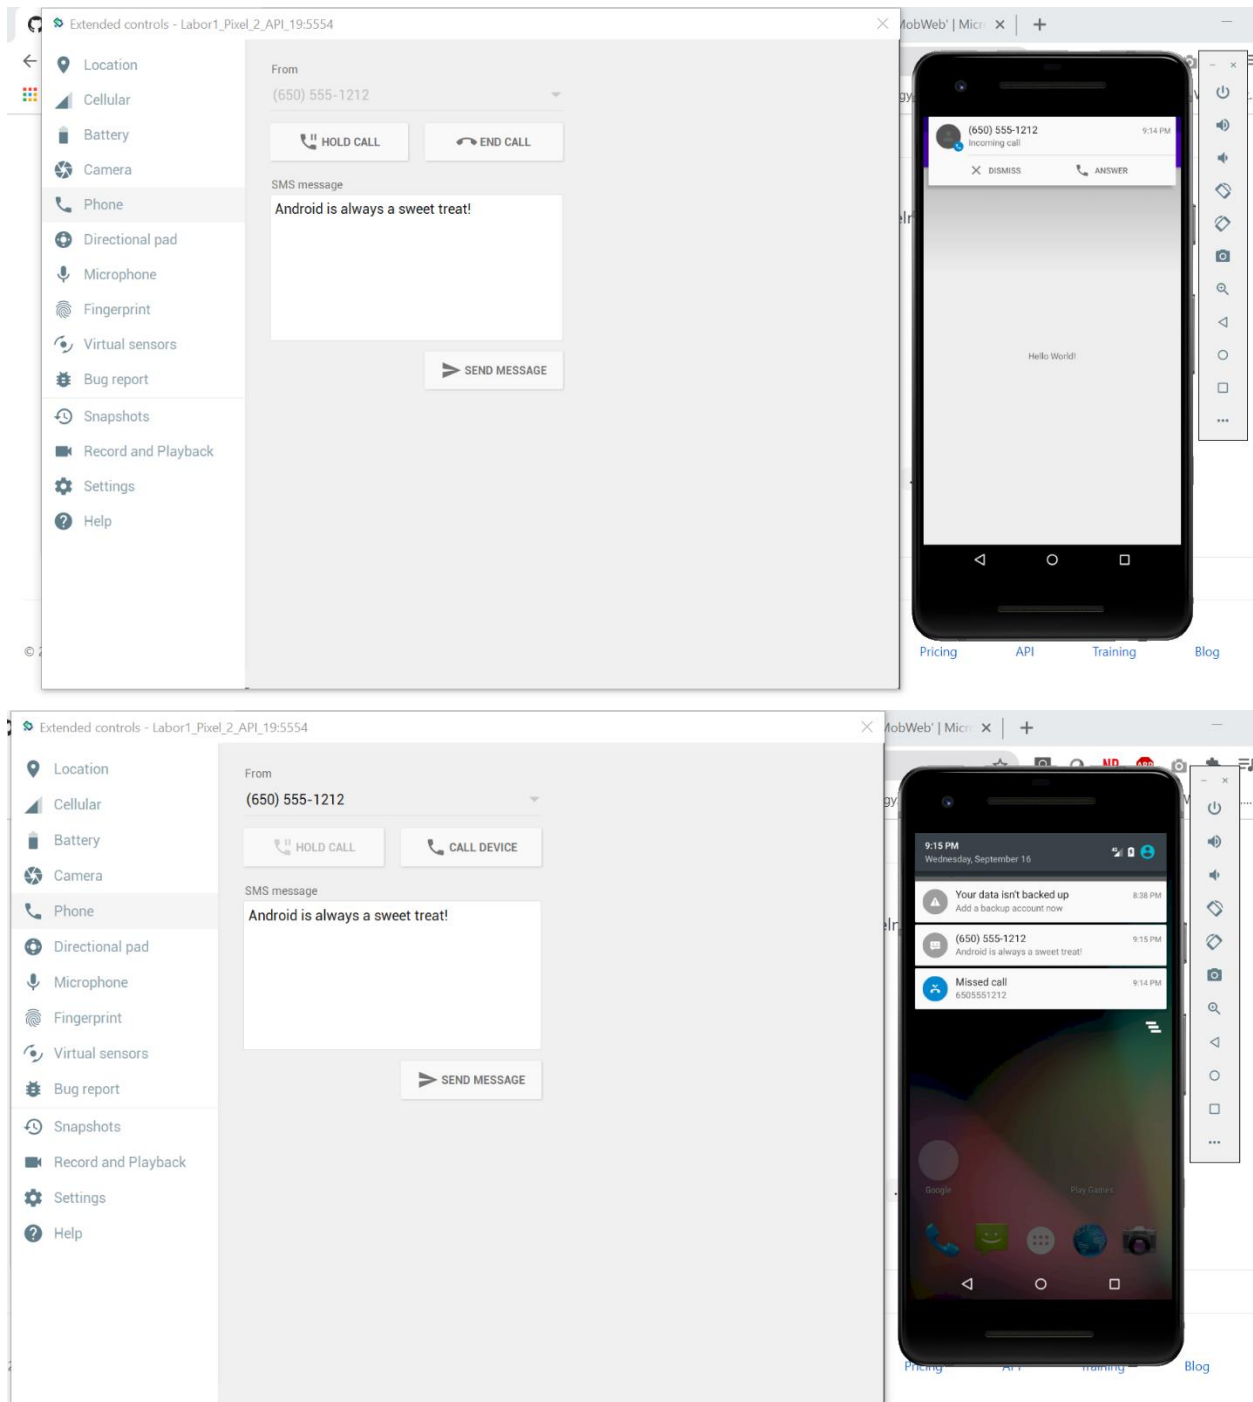 Extended controls - Labor1_Pixel_2_API_19:5554
MobWeb' | Micr
Location
Cellular
Battery
Camera
Phone
Directional pad
Microphone
Fingerprint
Virtual sensors
Bug report
Snapshots
Record and Playback
Settings
Help
From
(650) 555-1212
HOLD CALL
END CALL
SMS message
Android is always a sweet treat!
SEND MESSAGE
(650) 555-1212
9:14 PM
Incoming call
DISMISS
ANSWER
Hello World!
Pricing
API
Training
Blog
Extended controls - Labor1_Pixel_2_API_19:5554
MobWeb' | Micr
Location
Cellular
Battery
Camera
Phone
Directional pad
Microphone
Fingerprint
Virtual sensors
Bug report
Snapshots
Record and Playback
Settings
Help
From
(650) 555-1212
HOLD CALL
CALL DEVICE
SMS message
Android is always a sweet treat!
SEND MESSAGE
9:15 PM
Wednesday, September 16
Your data isn't backed up
8:38 PM
Add a backup account now
(650) 555-1212
9:15 PM
Android is always a sweet treat!
Missed call
9:14 PM
6505551212
Google
Play Games
Pricing
Training
Blog